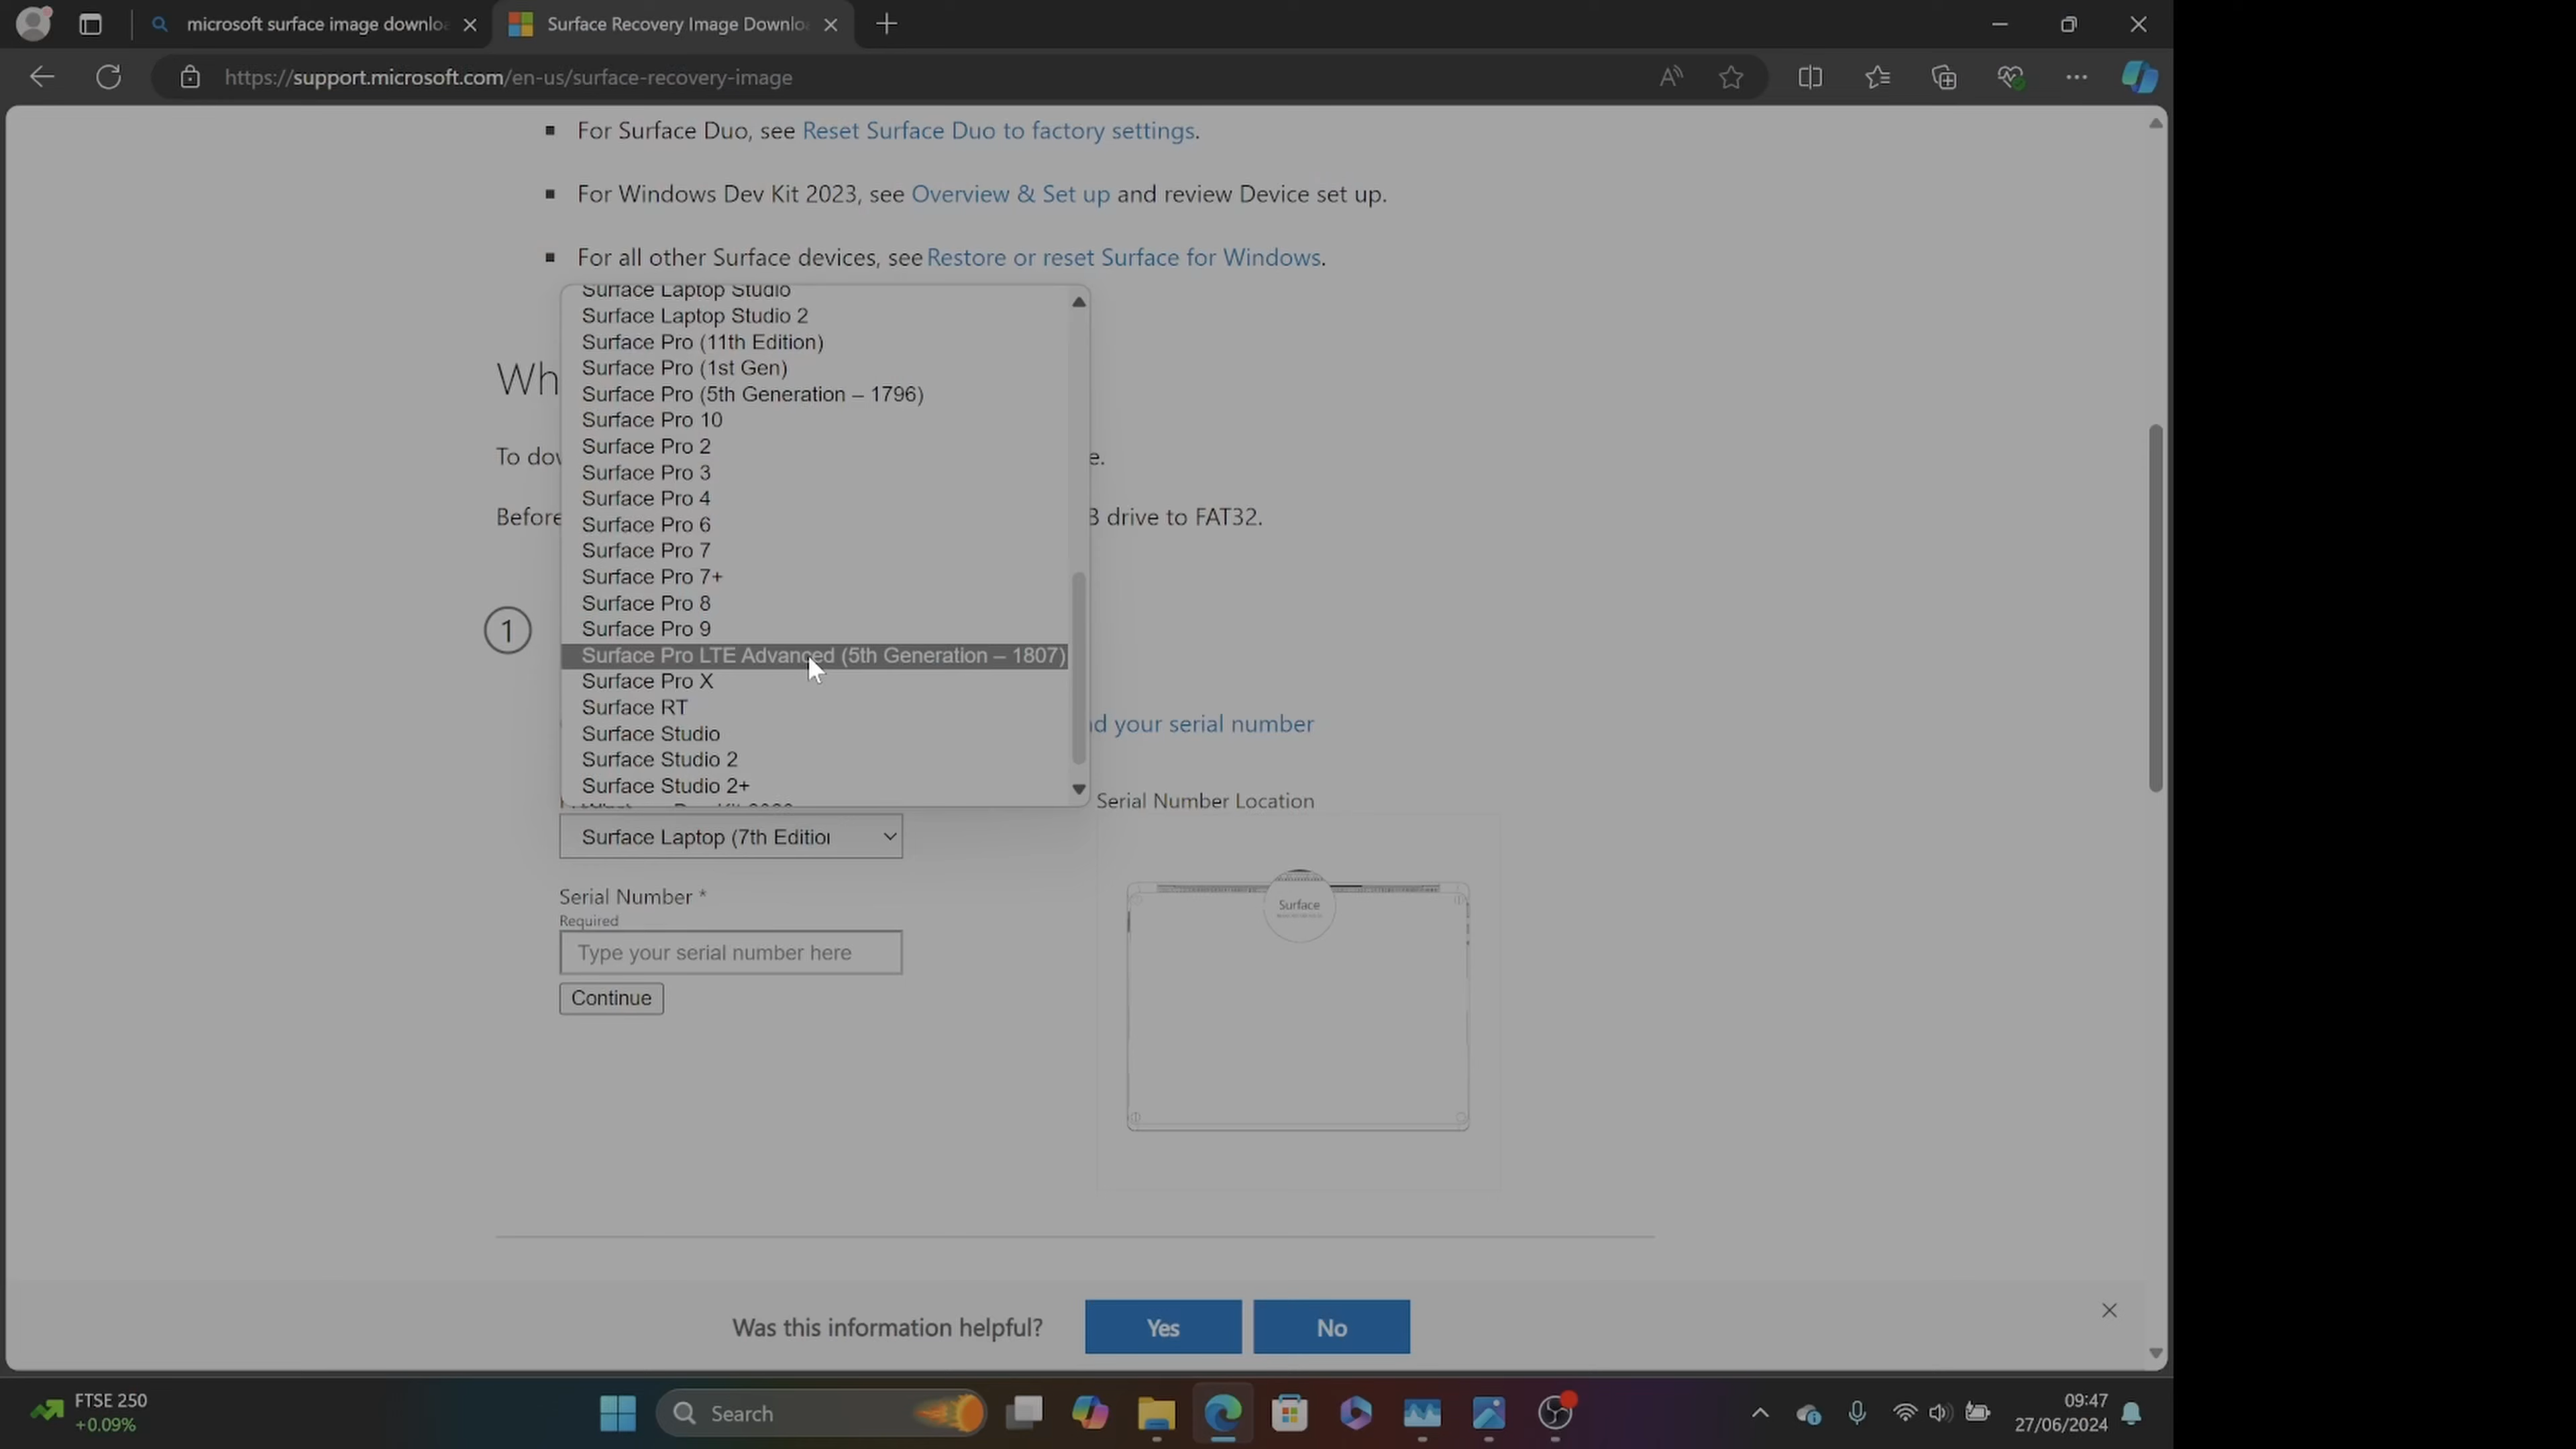 microsoft surface image downlo
Surface Recovery Image Downlo
https://support.microsoft.com/en-us/surface-recovery-image
For Surface Duo, see Reset Surface Duo to factory settings.
For Windows Dev Kit 2023, see Overview & Set up and review Device set up.
For all other Surface devices, see Restore or reset Surface for Windows.
Surface Laptop Studio
Surface Laptop Studio 2
Surface Pro (11th Edition)
Surface Pro (1st Gen)
Surface Pro (5th Generation – 1796)
Surface Pro 10
Surface Pro 2
Surface Pro 3
Surface Pro 4
Surface Pro 6
Surface Pro 7
Surface Pro 7+
Surface Pro 8
Surface Pro 9
Surface Pro LTE Advanced (5th Generation – 1807)
Surface Pro X
Surface RT
Surface Studio
Surface Studio 2
Surface Studio 2+
Wh
To dow e.
Before B drive to FAT32.
1
d your serial number
Surface Laptop (7th Edition
Serial Number *
Required
Type your serial number here
Continue
Serial Number Location
Surface
Was this information helpful?
Yes
No
FTSE 250
+0.09%
Search
09:47
27/06/2024